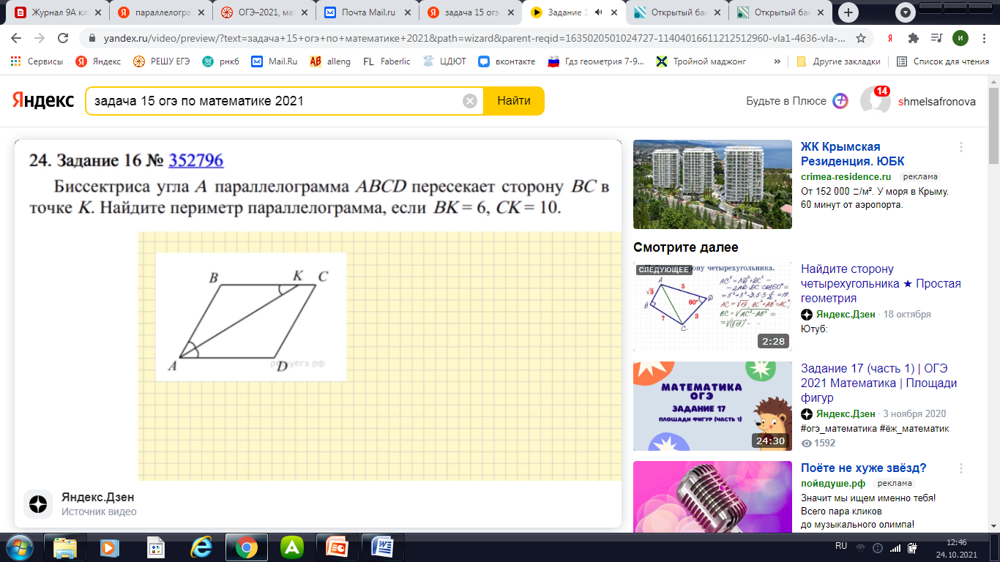 Журнал 9А кл
параллелогра
ОГЭ–2021, ма
Почта Mail.ru
задача 15 огэ
Задание 1
Открытый бан
Открытый бан
yandex.ru/video/preview/?text=задача+15+огэ+по+математике+2021&path=wizard&parent-reqid=1635020501024727-11404016611212512960-vla1-4636-vla-...
Сервисы
Яндекс
РЕШУ ЕГЭ
рнкб
Mail.Ru
alleng
FL Faberlic
ЦДЮТ
вконтакте
Гдз геометрия 7-9...
Тройной маджонг
»
Другие закладки
Список для чтения
Яндекс
задача 15 огэ по математике 2021
Найти
Будьте в Плюсе
14
shmelsafronova
24. Задание 16 № 352796
Биссектриса угла A параллелограмма ABCD пересекает сторону BC в
точке K. Найдите периметр параллелограмма, если BK = 6, CK = 10.
B K C
A D
Яндекс.Дзен
Источник видео
ЖК Крымская
Резиденция. ЮБК
crimea-residence.ru реклама
От 152 000 /м². У моря в Крыму.
60 минут от аэропорта.
Смотрите далее
СЛЕДУЮЩЕЕ
четырехугольника.
2:28
Найдите сторону
четырехугольника ★ Простая
геометрия
Яндекс.Дзен · 18 октября
Ютуб:
МАТЕМАТИКА
ОГЭ
ЗАДАНИЕ 17
ПЛОЩАДИ ФИГУР (ЧАСТЬ 1)
24:30
Задание 17 (часть 1) | ОГЭ
2021 Математика | Площади
фигур
Яндекс.Дзен · 3 ноября 2020
#огэ_математика #ёж_математик
1592
Поёте не хуже звёзд?
пойвдуше.рф реклама
Значит мы ищем именно тебя!
Всего пара кликов
до музыкального олимпа!
RU
12:46
24.10.2021